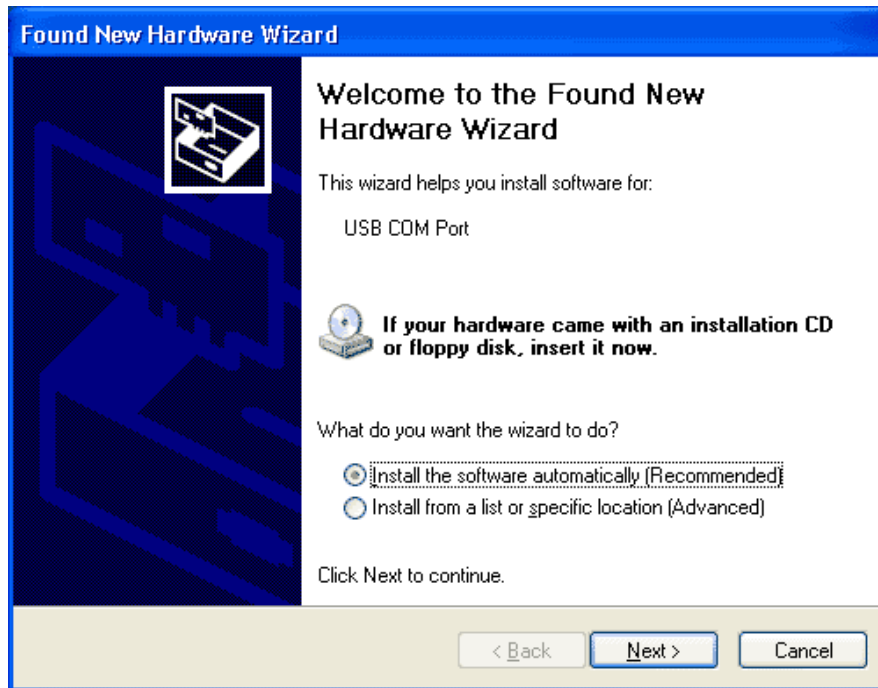 Found New Hardware Wizard
Welcome to the Found New
Hardware Wizard
This wizard helps you install software for:
USB COM Port
If your hardware came with an installation CD
or floppy disk, insert it now.
What do you want the wizard to do?
Install the software automatically (Recommended)
Install from a list or specific location (Advanced)
Click Next to continue.
< Back Next > Cancel